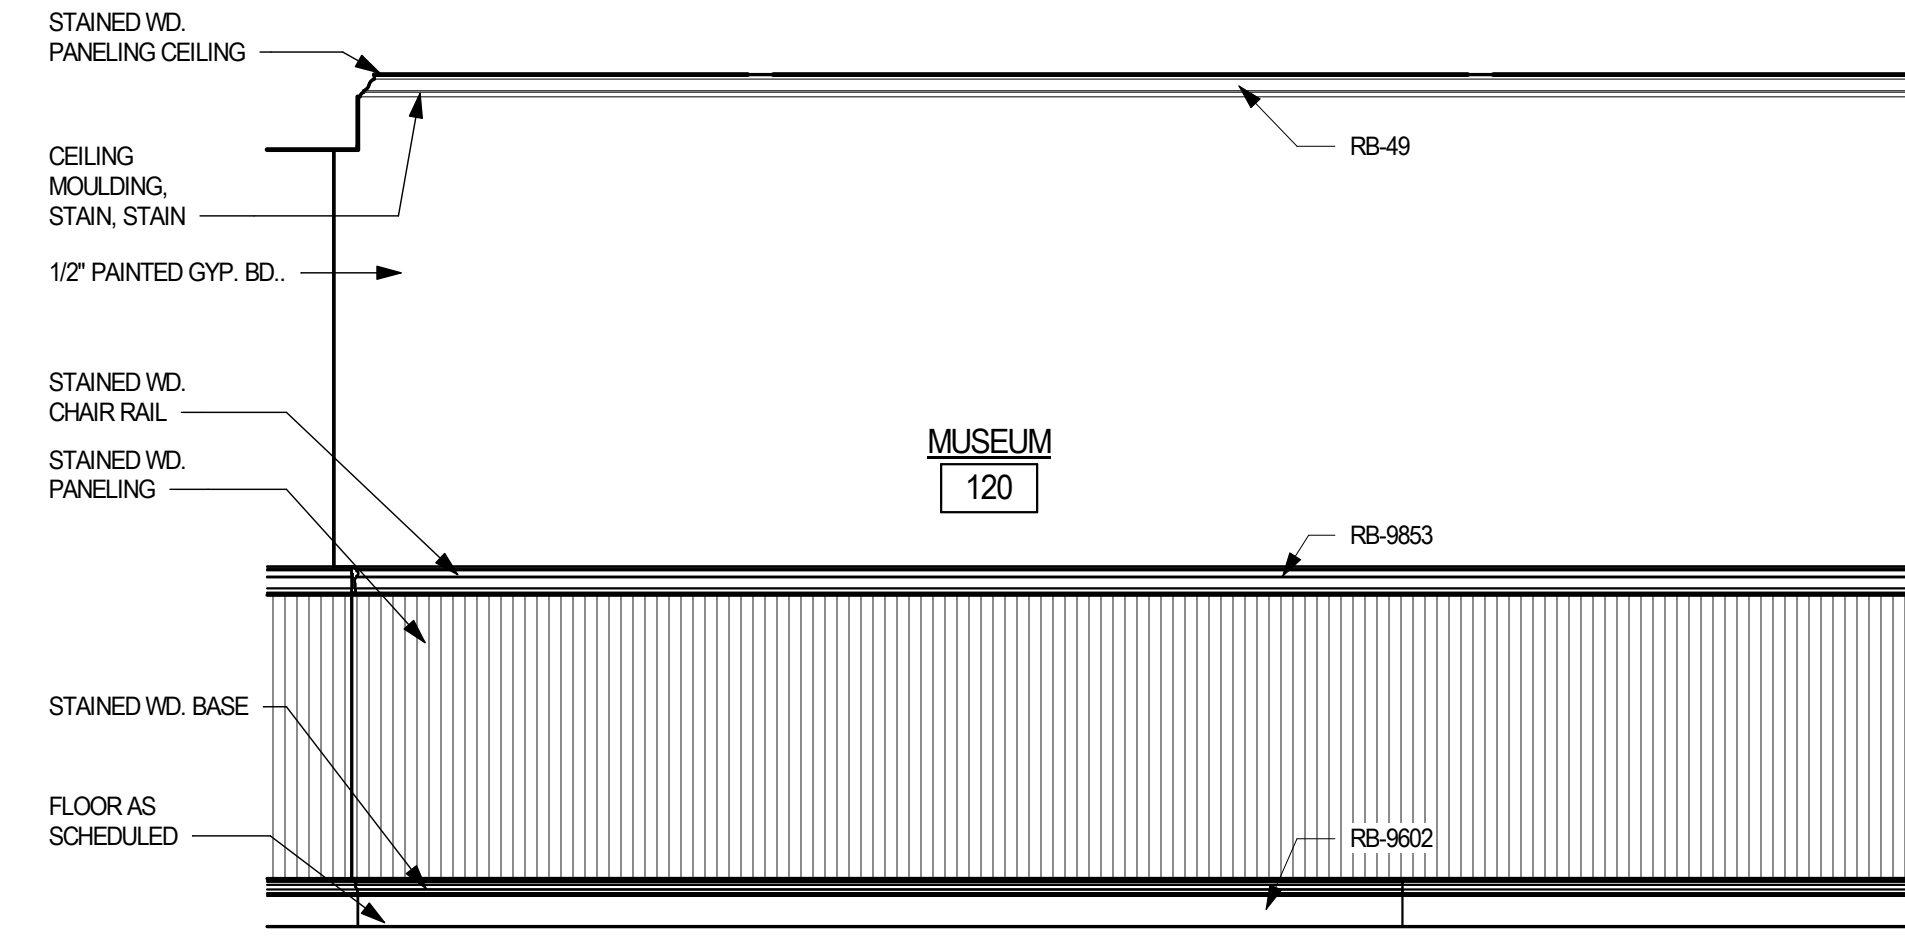 STAINED WD.
PANELING CEILING
RB-49
CEILING
MOULDING,
STAIN, STAIN
1/2" PAINTED GYP. BD..
STAINED WD.
CHAIR RAIL
MUSEUM
STAINED WD.
PANELING
120
RB-9853
STAINED WD. BASE
FLOOR AS
SCHEDULED
RB-9602